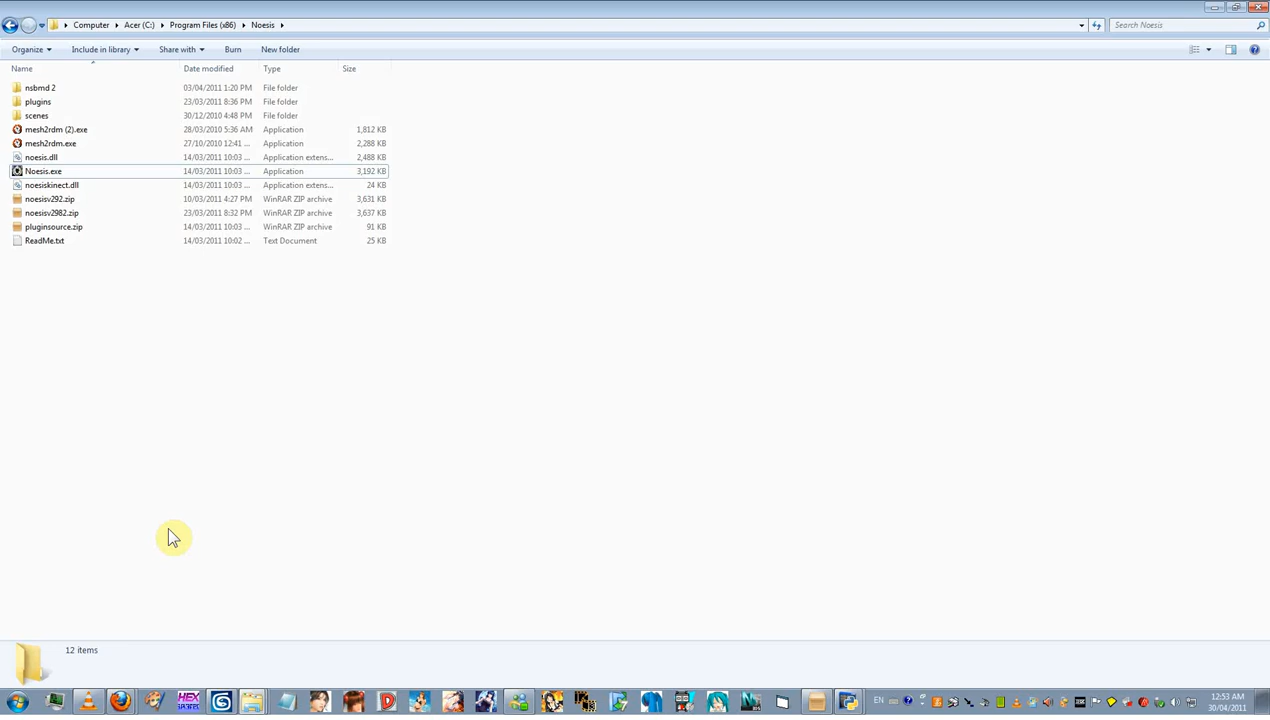 Computer Acer (C:) Program Files (x86) Noesis
Search Noesis
Organize Include in library Share with Burn New folder
Name Date modified Type Size
nsbmd 2 03/04/2011 1:20 PM File folder
plugins 23/03/2011 8:36 PM File folder
scenes 30/12/2010 4:48 PM File folder
mesh2rdm (2).exe 28/03/2010 5:36 AM Application 1,812 KB
mesh2rdm.exe 27/10/2010 12:41 ... Application 2,288 KB
noesis.dll 14/03/2011 10:03 ... Application extens... 2,488 KB
Noesis.exe 14/03/2011 10:03 ... Application 3,192 KB
noesiskinect.dll 14/03/2011 10:03 ... Application extens... 24 KB
noesisv292.zip 10/03/2011 4:27 PM WinRAR ZIP archive 3,631 KB
noesisv2982.zip 23/03/2011 8:32 PM WinRAR ZIP archive 3,637 KB
pluginsource.zip 14/03/2011 10:03 ... WinRAR ZIP archive 91 KB
ReadMe.txt 14/03/2011 10:02 ... Text Document 25 KB
12 items
HEX
EN
12:53 AM
30/04/2011